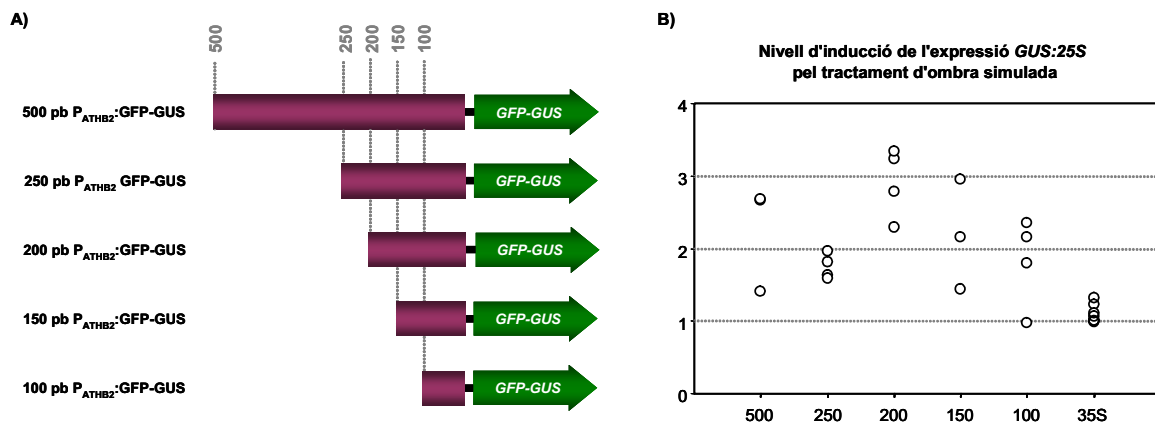 A)
500
250
200
150
100
500 pb PATHB2:GFP-GUS
GFP-GUS
250 pb PATHB2 GFP-GUS
GFP-GUS
200 pb PATHB2:GFP-GUS
GFP-GUS
150 pb PATHB2:GFP-GUS
GFP-GUS
100 pb PATHB2:GFP-GUS
GFP-GUS
B)
Nivell d'inducció de l'expressió GUS:25S
pel tractament d'ombra simulada
4
3
2
1
0
500 250 200 150 100 35S